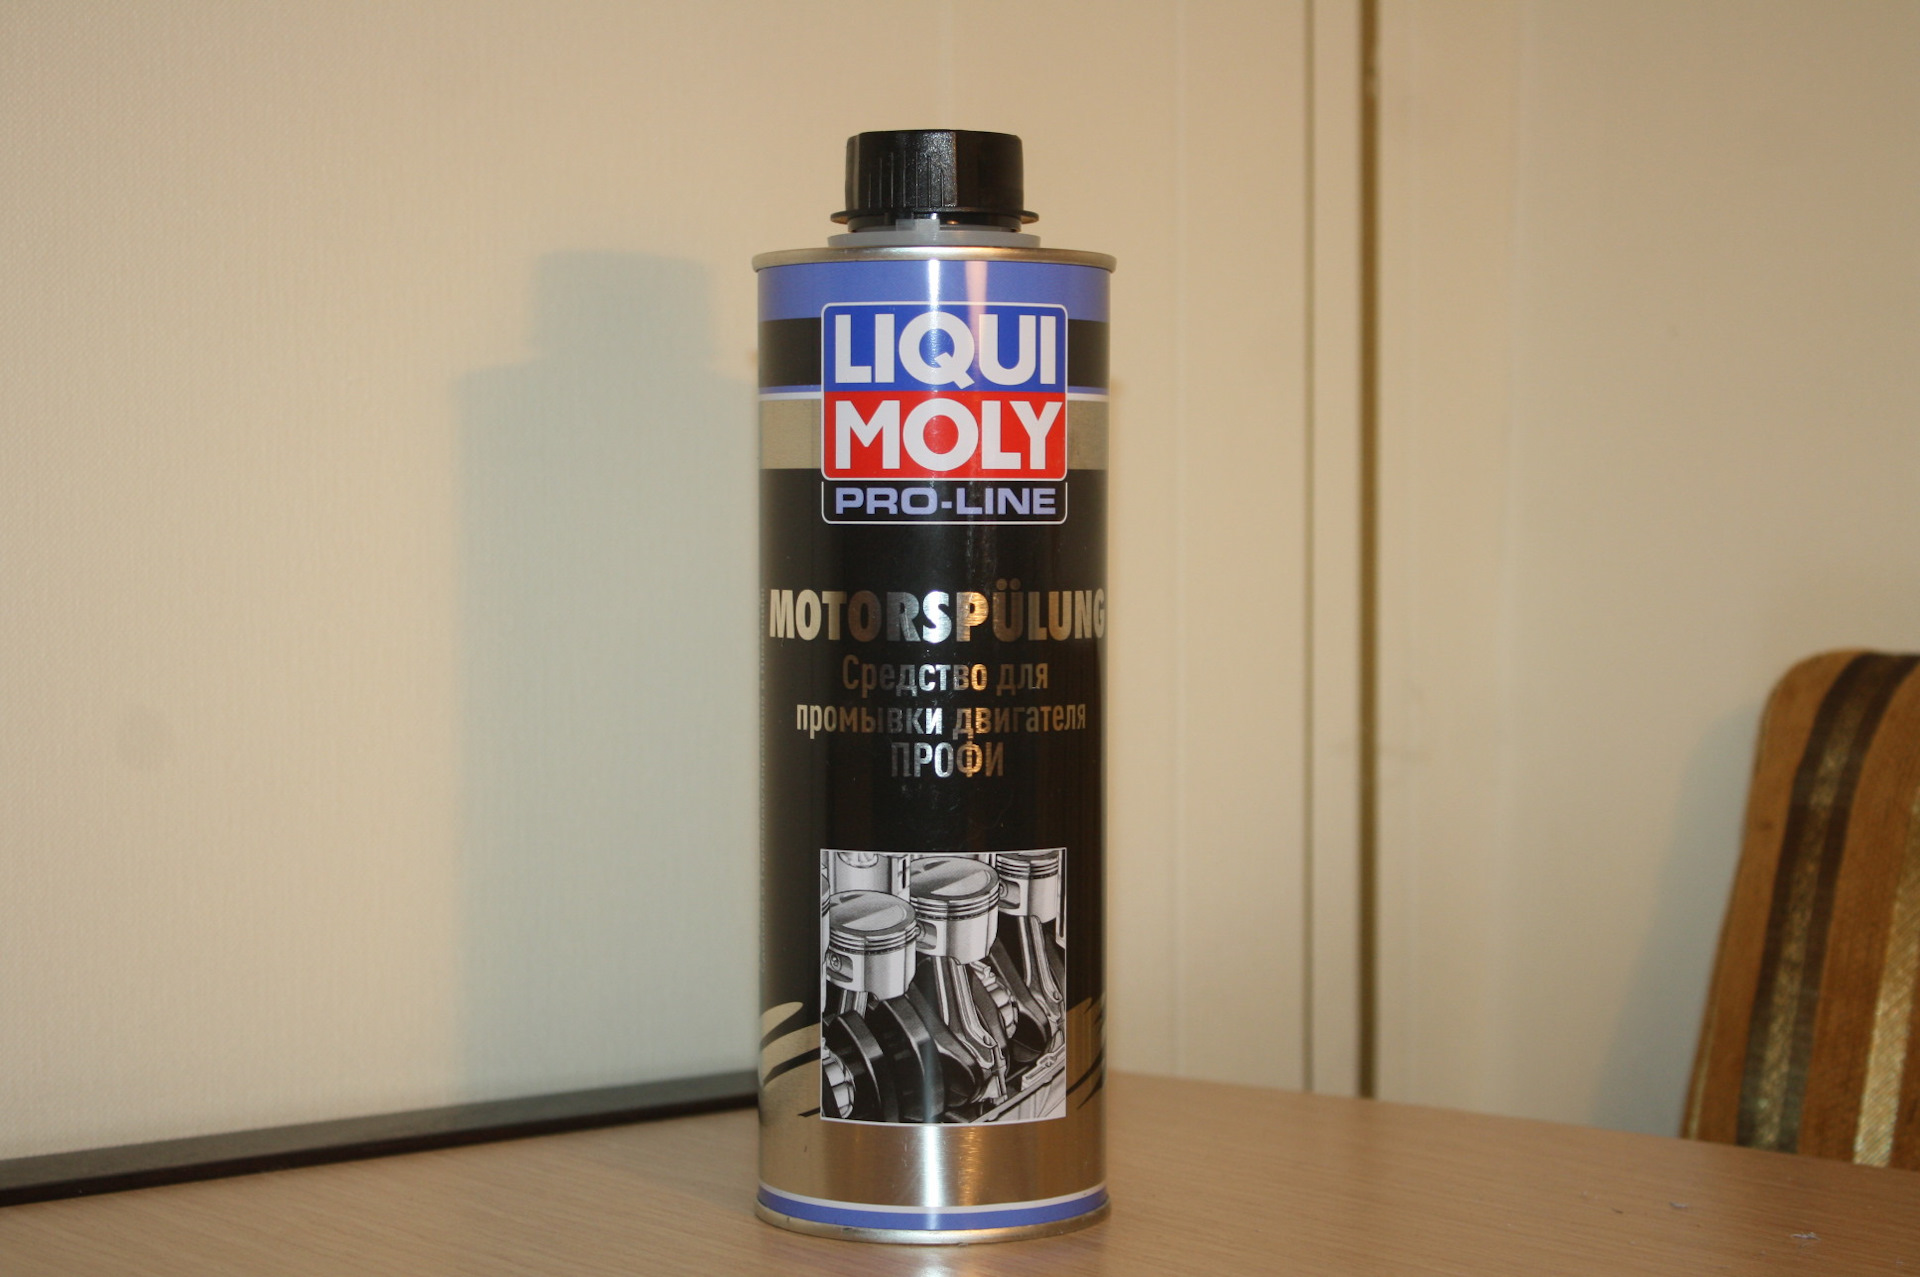 LIQUI
MOLY
PRO-LINE
MOTORSPÜLUNG
Средство для
промывки двигателя
ПРОФИ